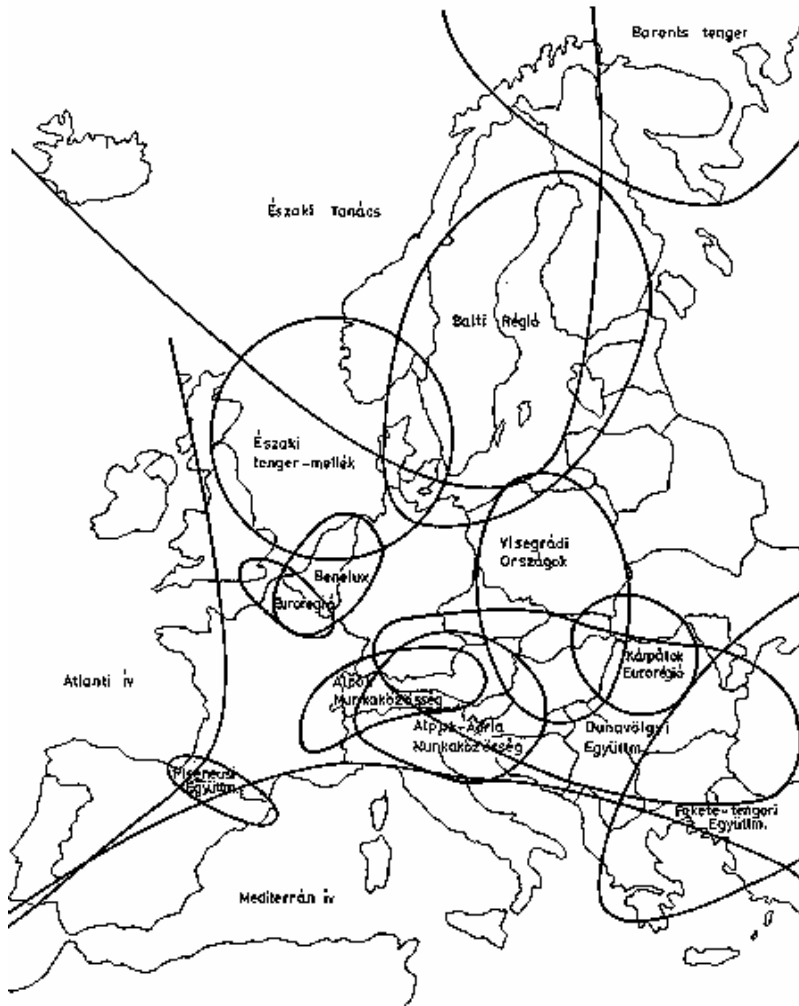 Barents tenger
Északi Tanács
Balti Régió
Északi
tenger-mellék
Visegrádi
Országok
Benelux
Euroregió
Kárpátok
Eurorégió
Atlanti ív
Alpok
Munkaközösség
Alpok-Adria
Munkaközösség
Dunavölgyi
Együttm.
Pireneusi
Együttm.
Fekete-tengeri
Együttm.
Mediterrán ív